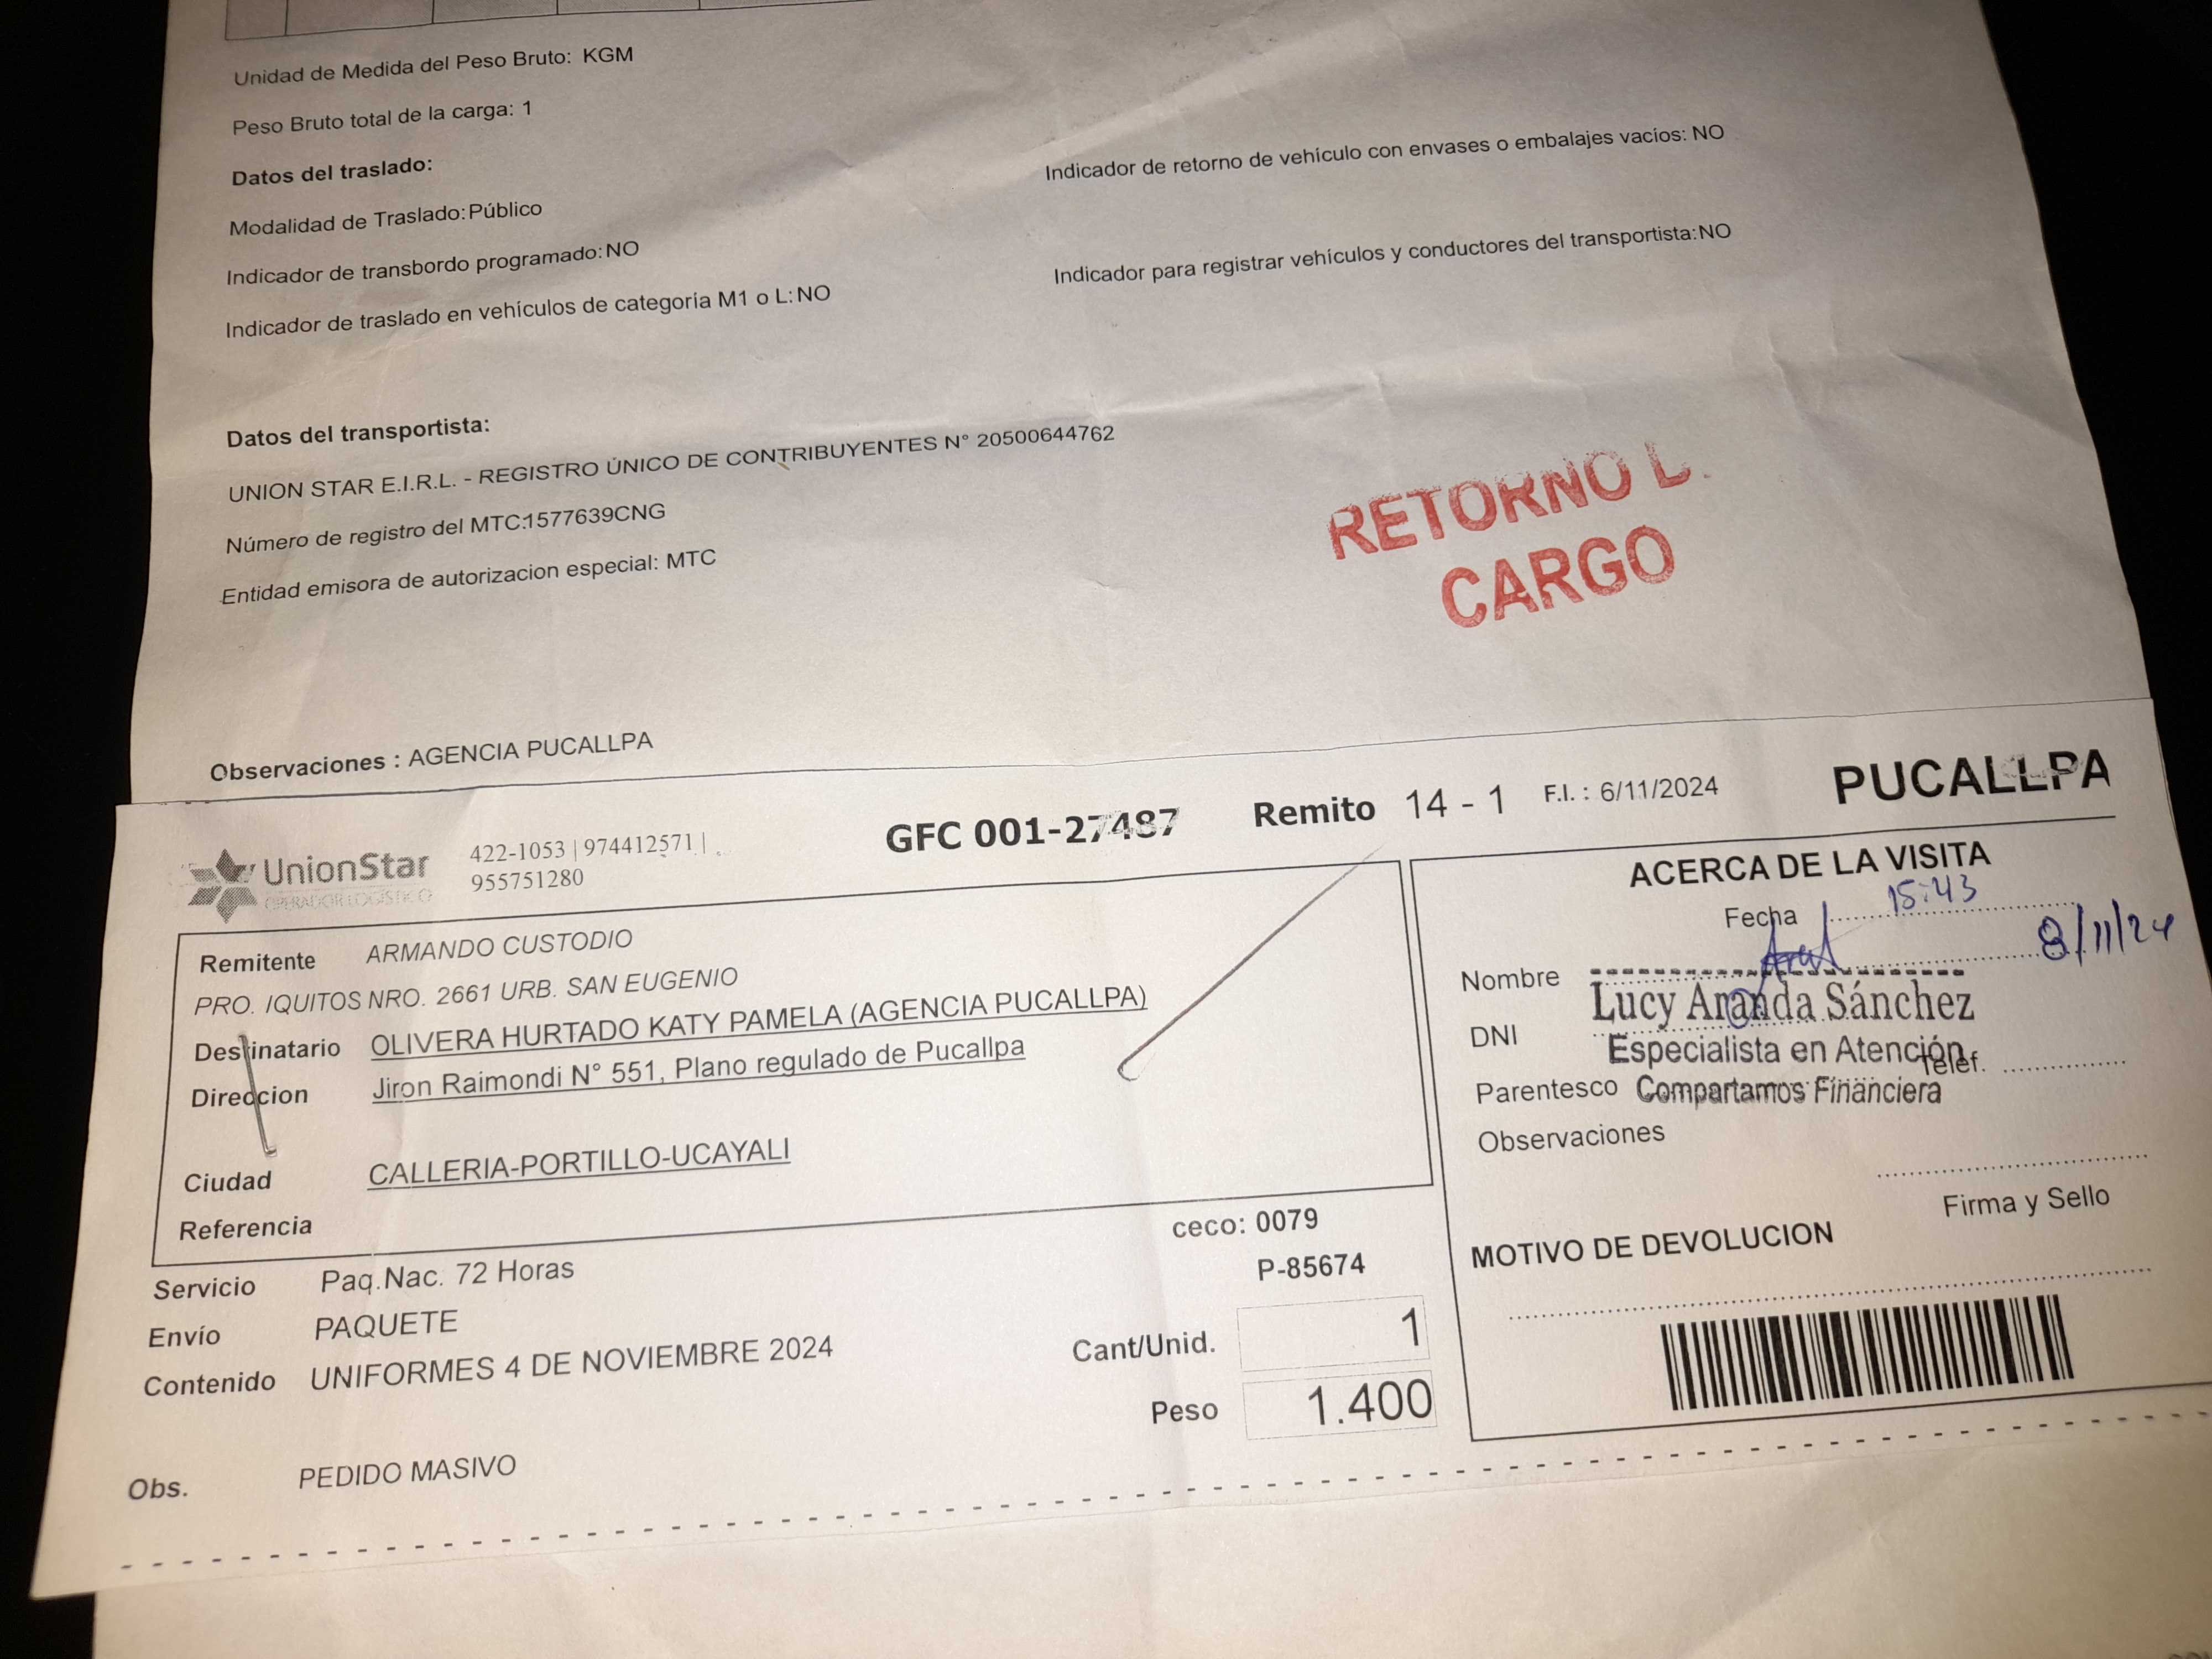 Unidad de Medida del Peso Bruto: KGM
Peso Bruto total de la carga: 1
Datos del traslado:
Indicador de retorno de vehículo con envases o embalajes vacíos: NO
Modalidad de Traslado: Público
Indicador de transbordo programado: NO
Indicador para registrar vehículos y conductores del transportista: NO
Indicador de traslado en vehículos de categoría M1 o L: NO
Datos del transportista:
UNION STAR E.I.R.L. - REGISTRO ÚNICO DE CONTRIBUYENTES N° 20500644762
Número de registro del MTC:1577639CNG
Entidad emisora de autorizacion especial: MTC
RETORNO L.
CARGO
Observaciones : AGENCIA PUCALLPA
UnionStar
OPERADOR LOGÍSTICO
422-1053 | 974412571 |
955751280
GFC 001-27487
Remito 14 - 1
F.I. : 6/11/2024
PUCALLPA
Remitente ARMANDO CUSTODIO
PRO. IQUITOS NRO. 2661 URB. SAN EUGENIO
Destinatario OLIVERA HURTADO KATY PAMELA (AGENCIA PUCALLPA)
Direccion Jiron Raimondi N° 551, Plano regulado de Pucallpa
Ciudad CALLERIA-PORTILLO-UCAYALI
Referencia
ceco: 0079
Servicio Paq.Nac. 72 Horas
P-85674
Envío PAQUETE
Cant/Unid. 1
Contenido UNIFORMES 4 DE NOVIEMBRE 2024
Peso 1.400
Obs. PEDIDO MASIVO
ACERCA DE LA VISITA
Fecha 15:43
8/11/24
Nombre
Lucy Aranda Sánchez
DNI
Especialista en Atención
Telef.
Parentesco
Compartamos Financiera
Observaciones
Firma y Sello
MOTIVO DE DEVOLUCION